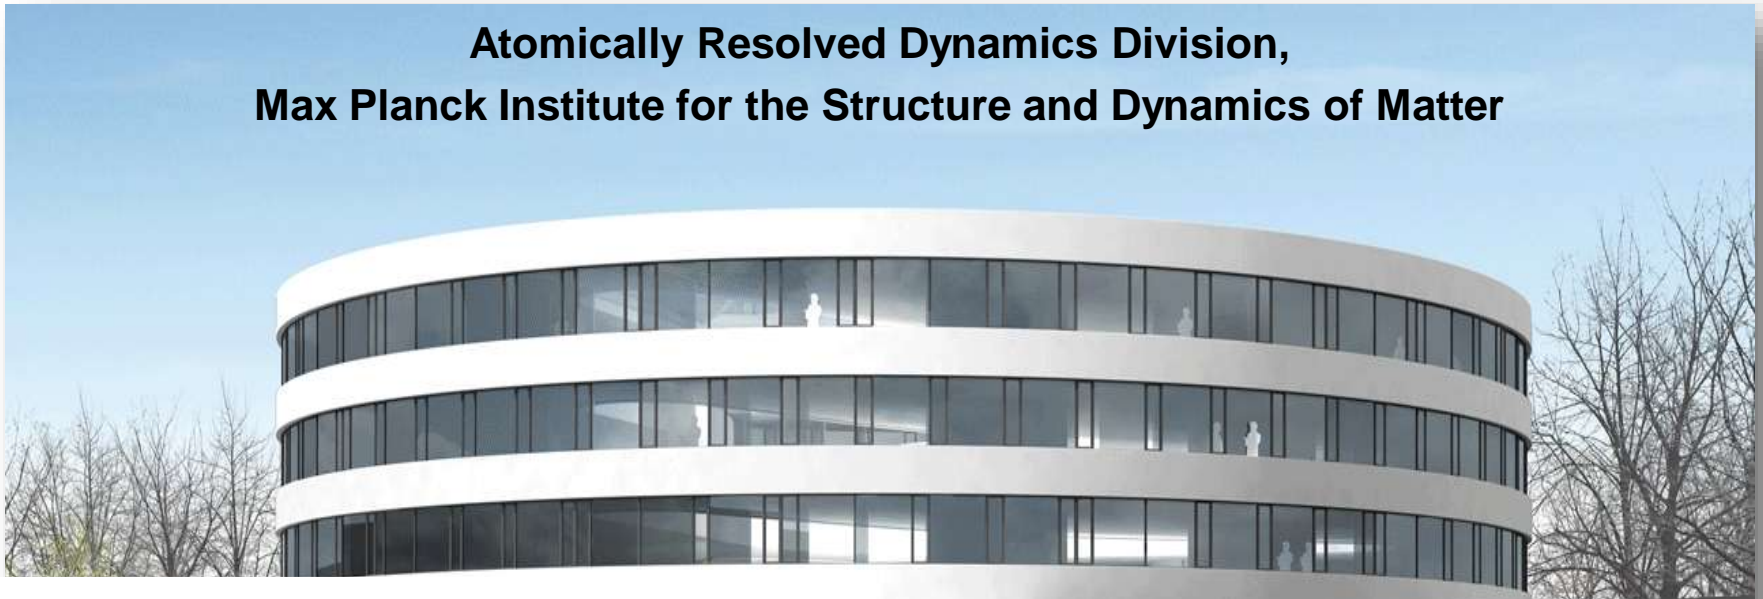 Atomically Resolved Dynamics Division,
Max Planck Institute for the Structure and Dynamics of Matter